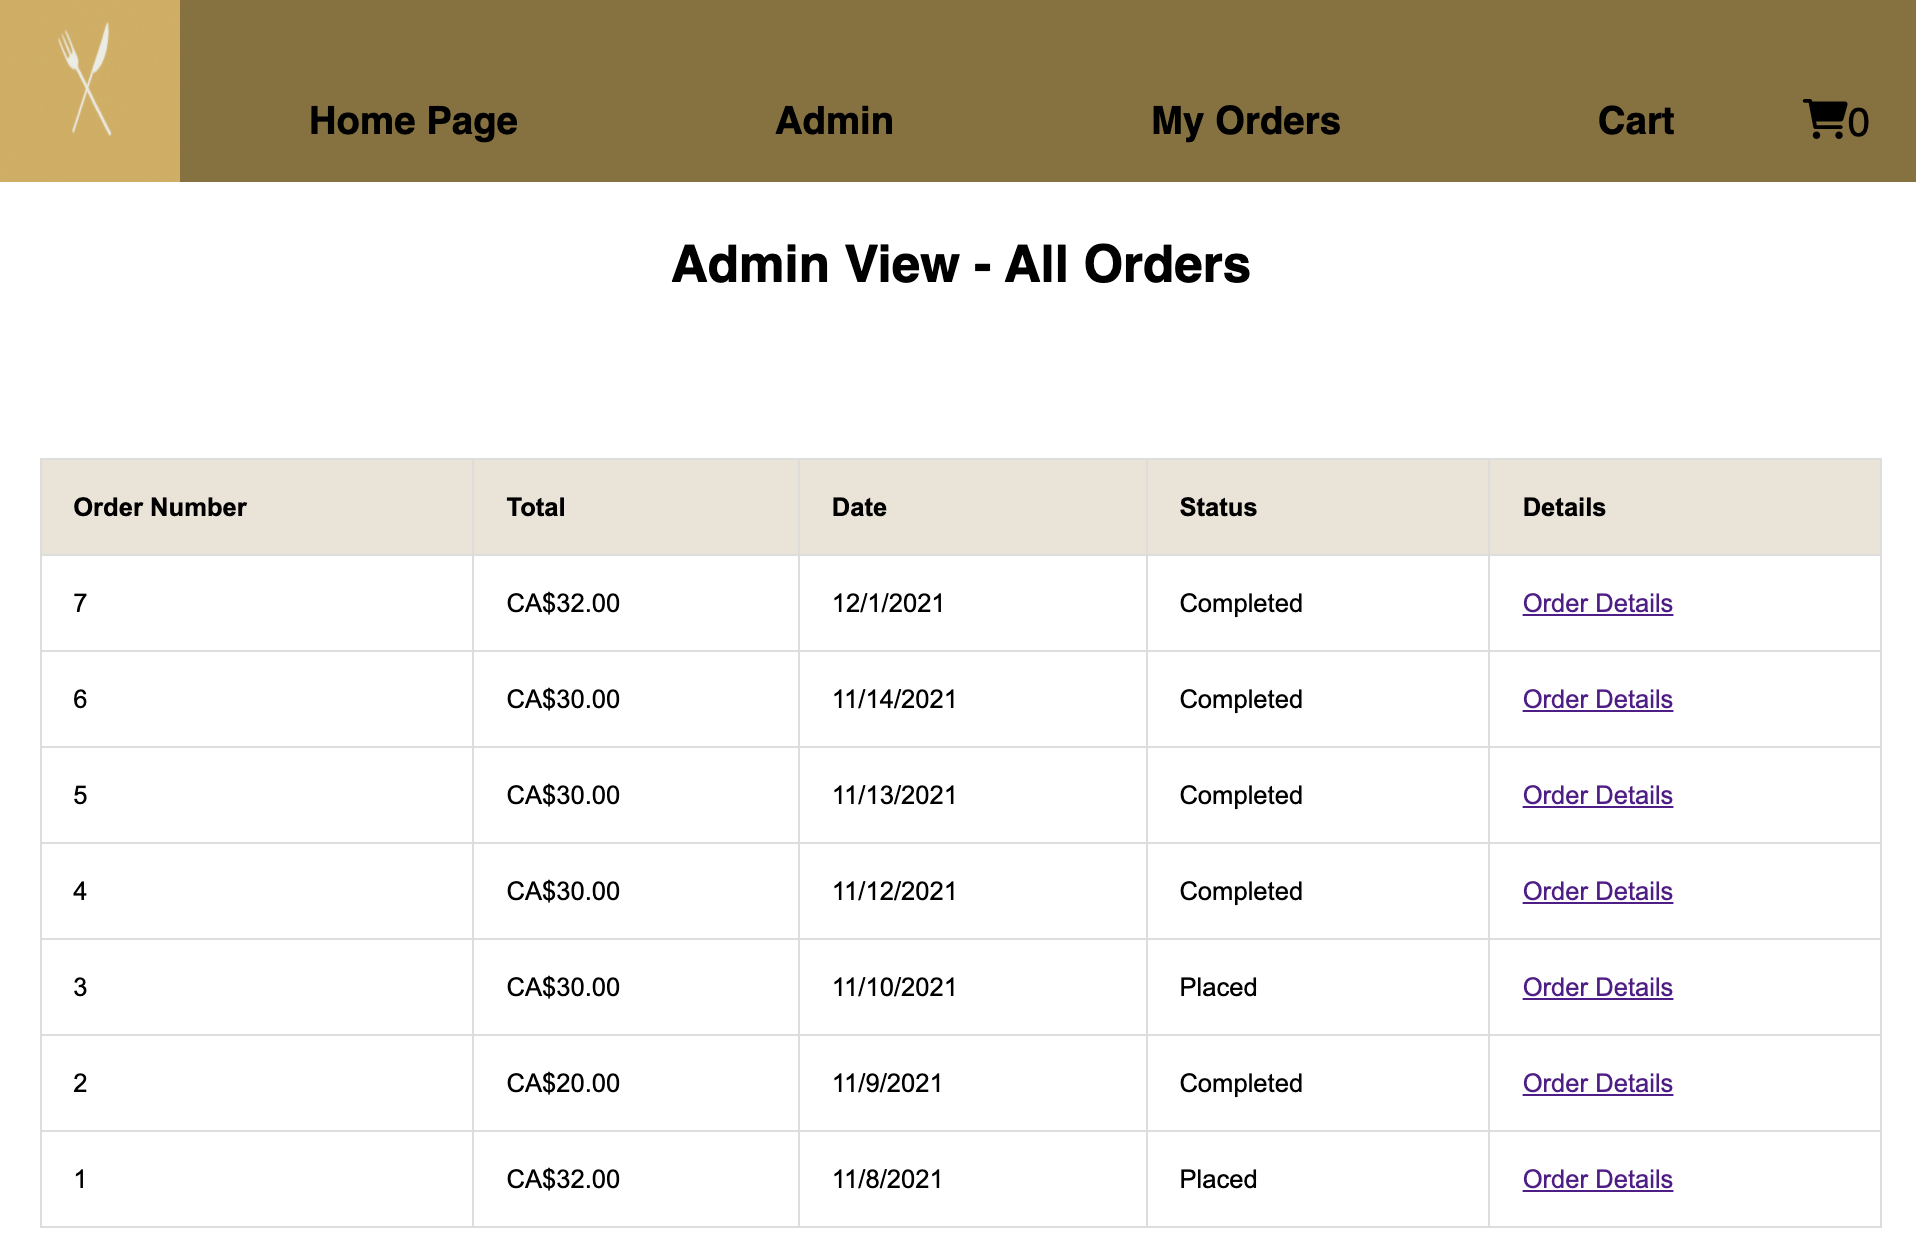 Home Page Admin My Orders Cart 0
Admin View - All Orders
Order Number Total Date Status Details
7 CA$32.00 12/1/2021 Completed Order Details
6 CA$30.00 11/14/2021 Completed Order Details
5 CA$30.00 11/13/2021 Completed Order Details
4 CA$30.00 11/12/2021 Completed Order Details
3 CA$30.00 11/10/2021 Placed Order Details
2 CA$20.00 11/9/2021 Completed Order Details
1 CA$32.00 11/8/2021 Placed Order Details